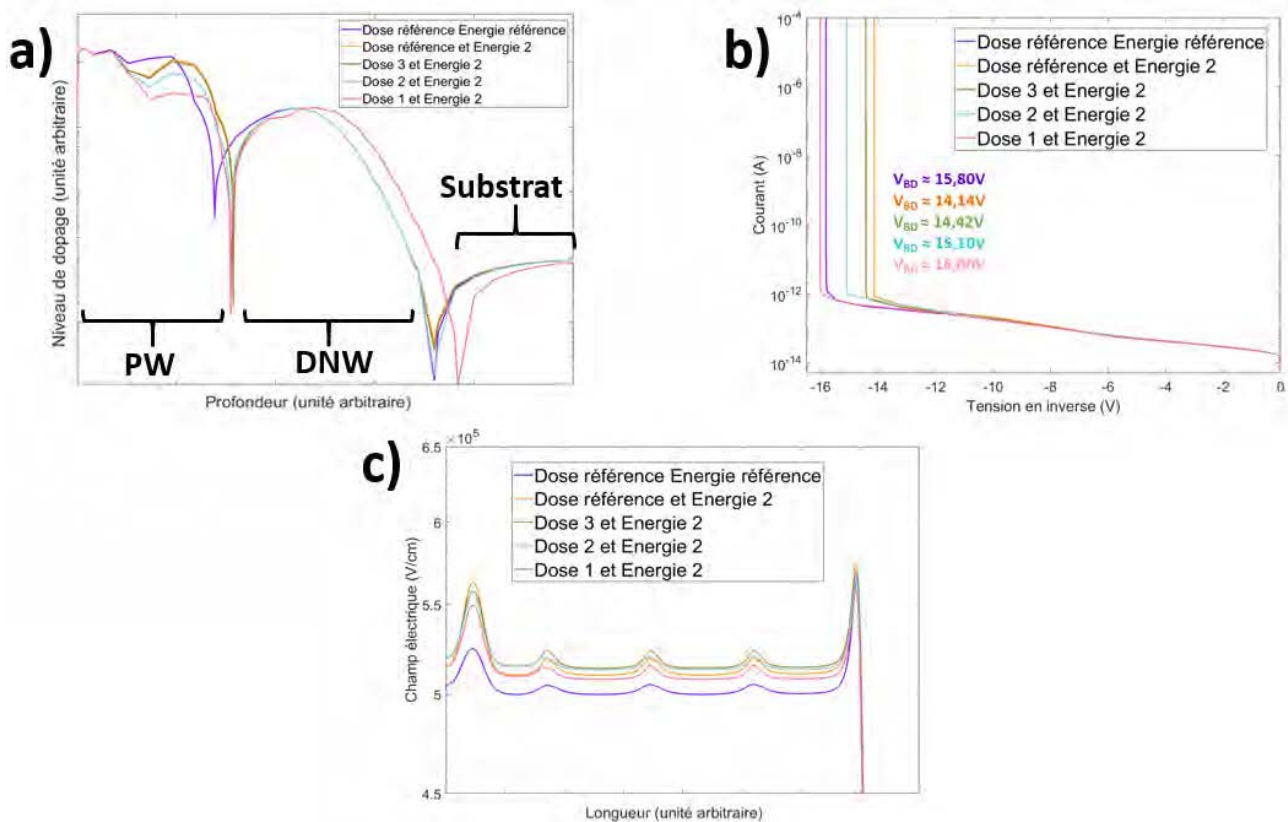 a)
Niveau de dopage (unité arbitraire)
Dose référence Energie référence
Dose référence et Energie 2
Dose 3 et Energie 2
Dose 2 et Energie 2
Dose 1 et Energie 2
Substrat
PW
DNW
Profondeur (unité arbitraire)
b)
Courant (A)
10⁻⁴
10⁻⁶
10⁻⁸
10⁻¹⁰
10⁻¹²
10⁻¹⁴
Dose référence Energie référence
Dose référence et Energie 2
Dose 3 et Energie 2
Dose 2 et Energie 2
Dose 1 et Energie 2
V_BD ≈ 15,80V
V_BD ≈ 14,14V
V_BD ≈ 14,42V
V_BD ≈ 15,10V
-16 -14 -12 -10 -8 -6 -4 -2 0
Tension en inverse (V)
c)
×10⁵
Champ électrique (V/cm)
6.5
6
5.5
5
4.5
Dose référence Energie référence
Dose référence et Energie 2
Dose 3 et Energie 2
Dose 2 et Energie 2
Dose 1 et Energie 2
Longueur (unité arbitraire)